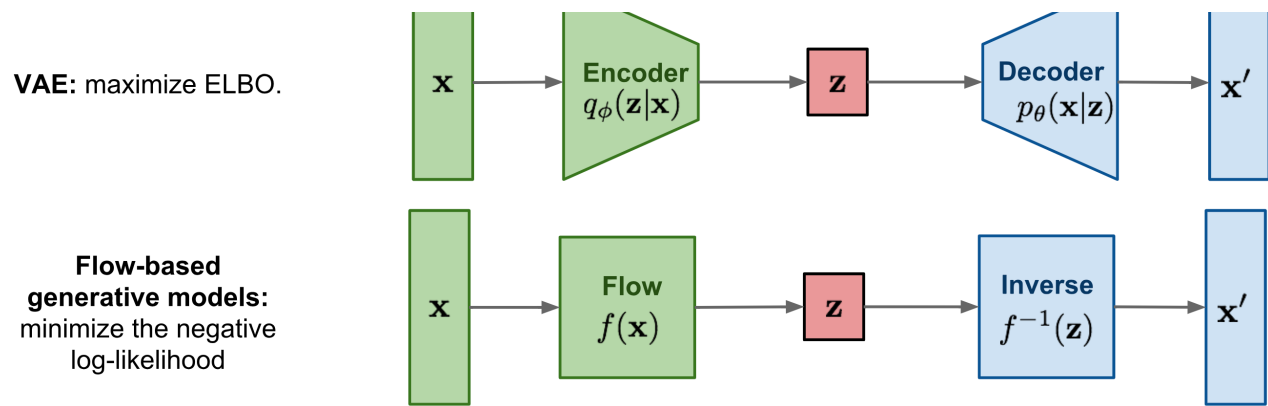 VAE: maximize ELBO.
x
Encoder
qϕ(z|x)
z
Decoder
pθ(x|z)
x′
Flow-based
generative models:
minimize the negative
log-likelihood
x
Flow
f(x)
z
Inverse
f⁻¹(z)
x′